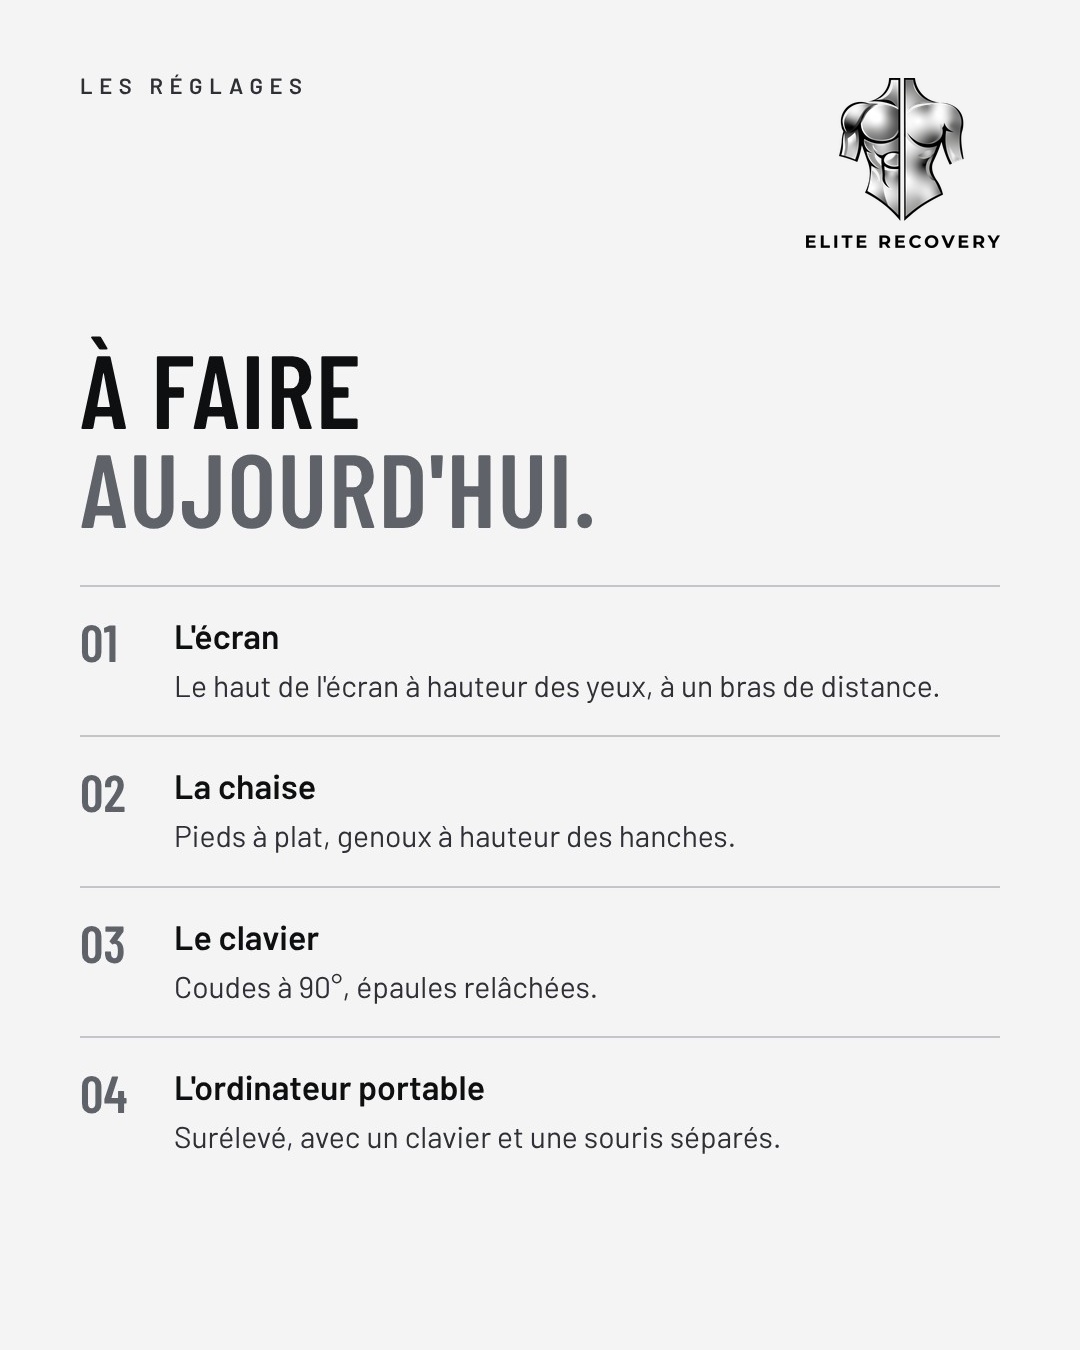 LES RÉGLAGES
ELITE RECOVERY
À FAIRE
AUJOURD'HUI.
01
L'écran
Le haut de l'écran à hauteur des yeux, à un bras de distance.
02
La chaise
Pieds à plat, genoux à hauteur des hanches.
03
Le clavier
Coudes à 90°, épaules relâchées.
04
L'ordinateur portable
Surélevé, avec un clavier et une souris séparés.